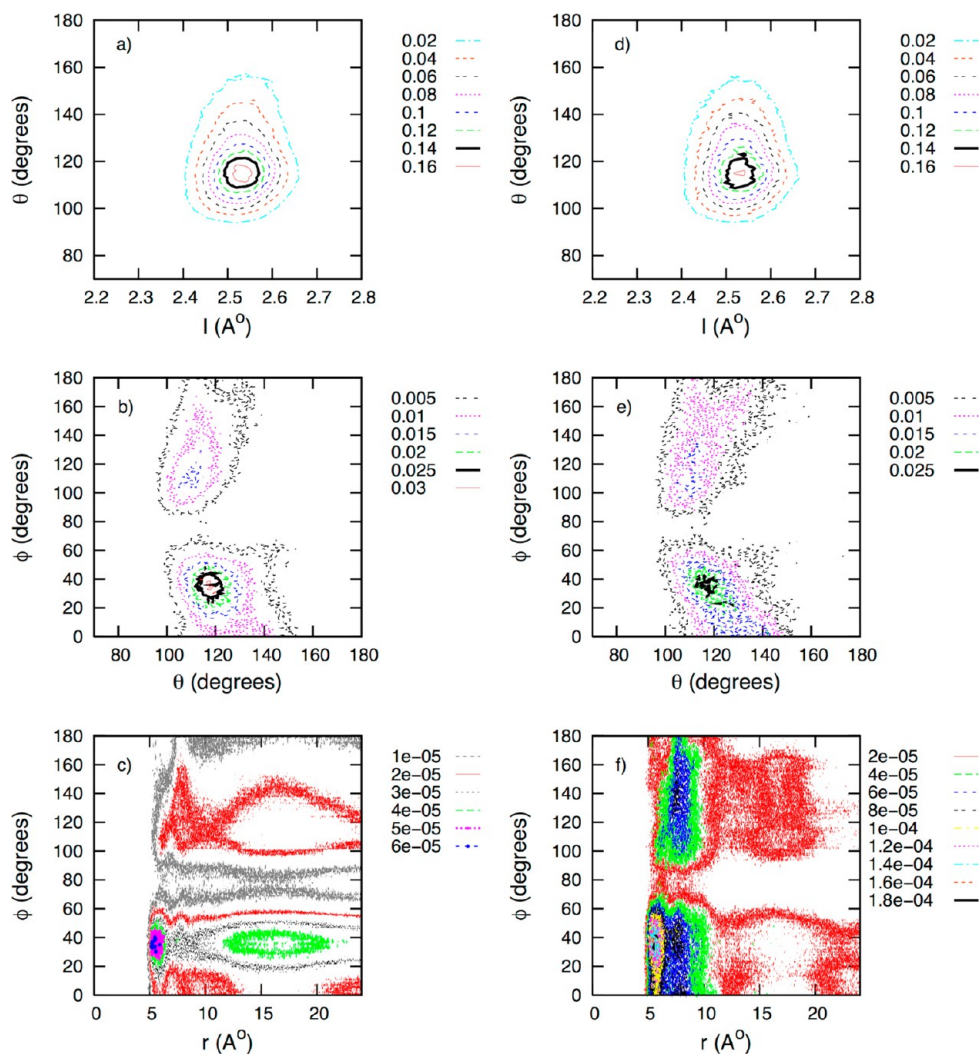 a)
180
160
140
120
100
80
θ (degrees)
2.2 2.3 2.4 2.5 2.6 2.7 2.8
l (A°)
0.02
0.04
0.06
0.08
0.1
0.12
0.14
0.16
d)
180
160
140
120
100
80
θ (degrees)
2.2 2.3 2.4 2.5 2.6 2.7 2.8
l (A°)
0.02
0.04
0.06
0.08
0.1
0.12
0.14
0.16
b)
180
160
140
120
100
80
60
40
20
0
ϕ (degrees)
80 100 120 140 160 180
θ (degrees)
0.005
0.01
0.015
0.02
0.025
0.03
e)
180
160
140
120
100
80
60
40
20
0
ϕ (degrees)
80 100 120 140 160 180
θ (degrees)
0.005
0.01
0.015
0.02
0.025
c)
180
160
140
120
100
80
60
40
20
0
ϕ (degrees)
0 5 10 15 20
r (A°)
1e-05
2e-05
3e-05
4e-05
5e-05
6e-05
f)
180
160
140
120
100
80
60
40
20
0
ϕ (degrees)
0 5 10 15 20
r (A°)
2e-05
4e-05
6e-05
8e-05
1e-04
1.2e-04
1.4e-04
1.6e-04
1.8e-04